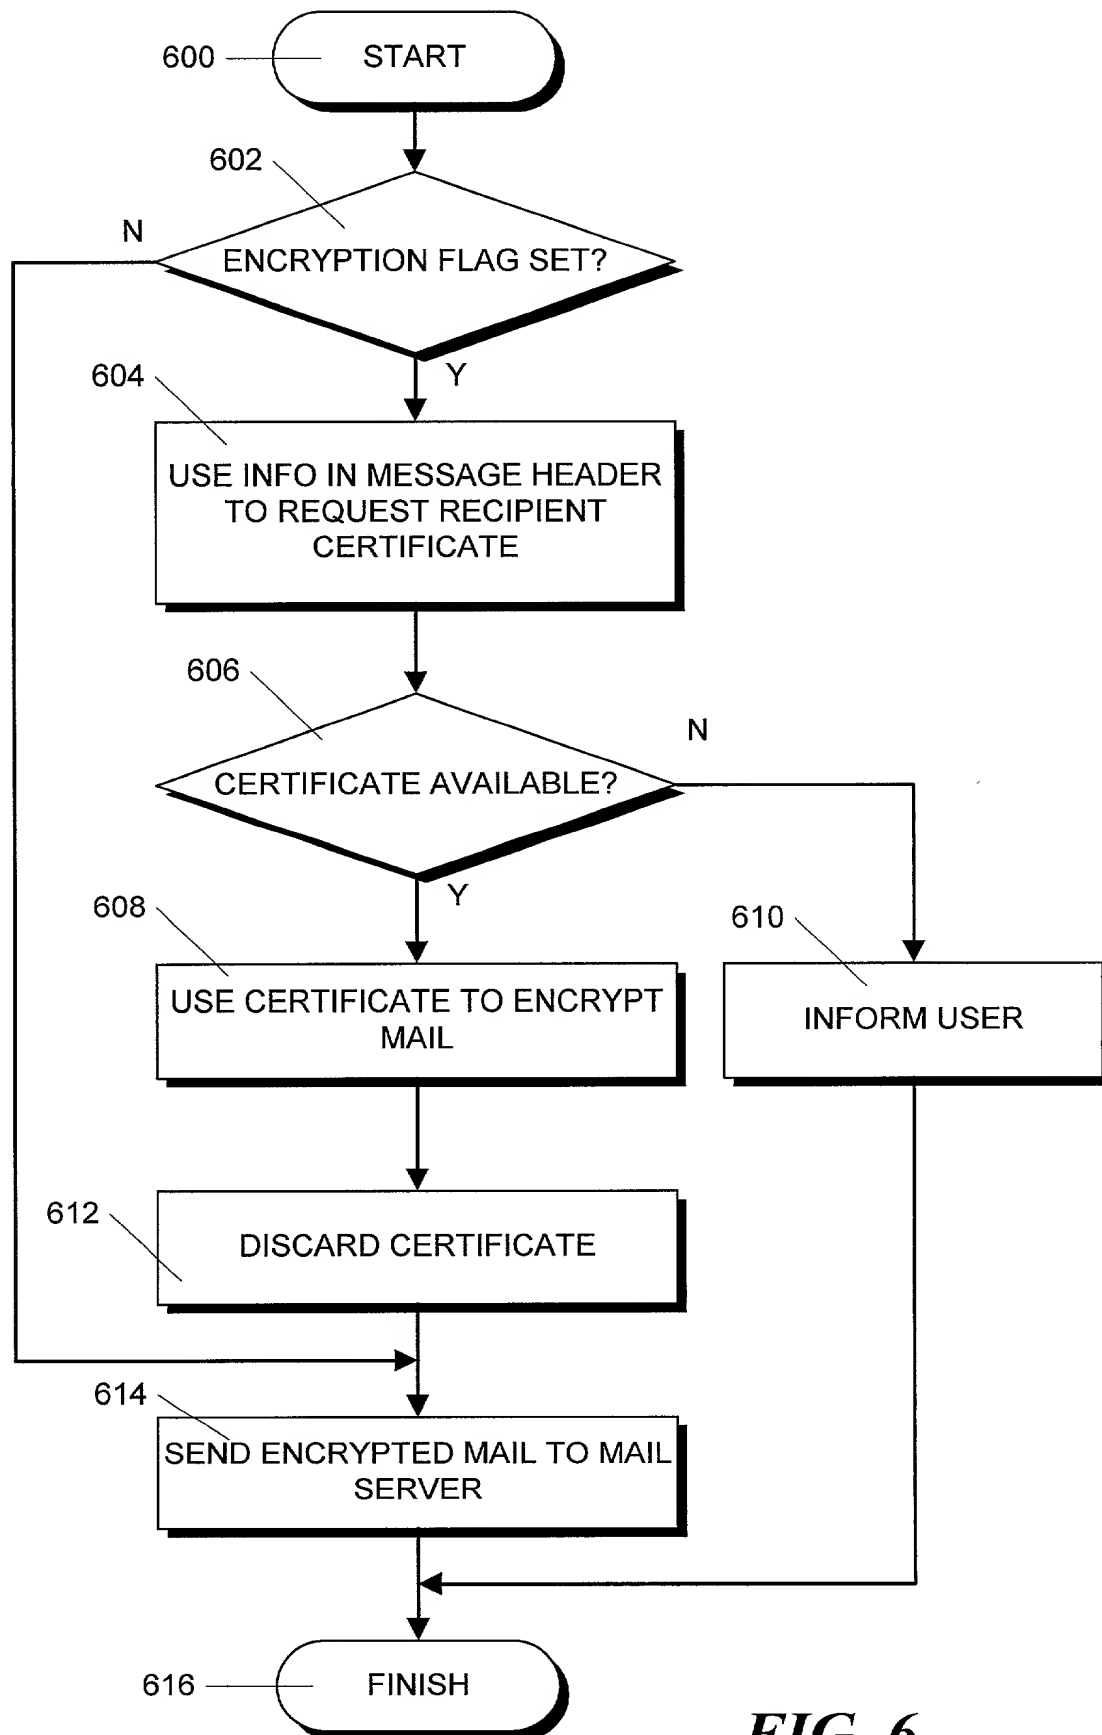 600
START
602
N
ENCRYPTION FLAG SET?
Y
604
USE INFO IN MESSAGE HEADER
TO REQUEST RECIPIENT
CERTIFICATE
606
N
CERTIFICATE AVAILABLE?
Y
608
610
USE CERTIFICATE TO ENCRYPT
MAIL
INFORM USER
612
DISCARD CERTIFICATE
614
SEND ENCRYPTED MAIL TO MAIL
SERVER
616
FINISH
FIG. 6